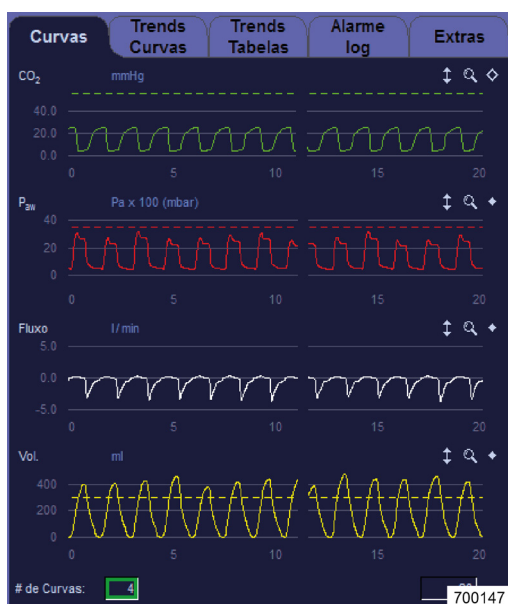 Curvas
Trends Curvas
Trends Tabelas
Alarme log
Extras
CO2 mmHg
40.0
20.0
0.0
0 5 10 15 20
Paw Pa x 100 (mbar)
40
20
0
0 5 10 15 20
Fluxo l/min
5.0
0.0
-5.0
0 5 10 15 20
Vol. ml
400
200
0
0 5 10 15 20
# de Curvas: 4
700147